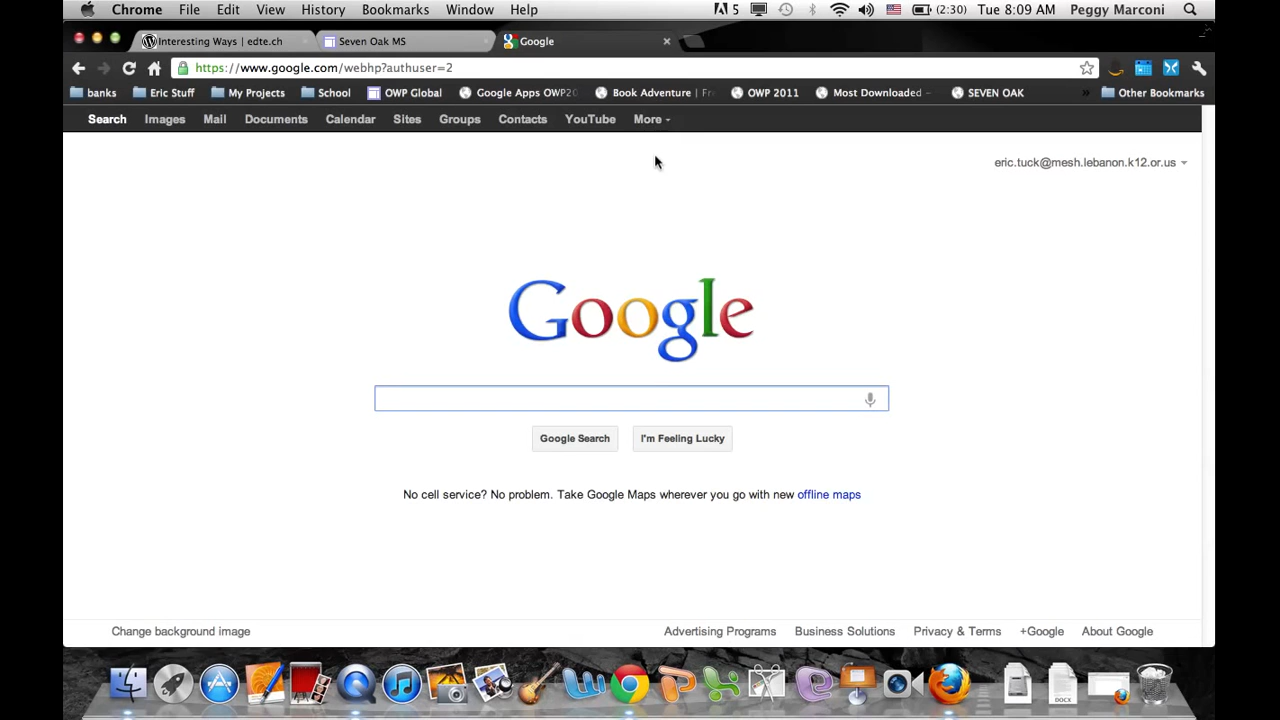 Chrome File Edit View History Bookmarks Window Help 5 (2:30) Tue 8:09 AM Peggy Marconi
Interesting Ways | edte.ch Seven Oak MS Google
https://www.google.com/webhp?authuser=2
banks Eric Stuff My Projects School OWP Global Google Apps OWP20 Book Adventure | Fr OWP 2011 Most Downloaded – SEVEN OAK » Other Bookmarks
Search Images Mail Documents Calendar Sites Groups Contacts YouTube More
eric.tuck@mesh.lebanon.k12.or.us
Google
Google Search I'm Feeling Lucky
No cell service? No problem. Take Google Maps wherever you go with new offline maps
Change background image Advertising Programs Business Solutions Privacy & Terms +Google About Google
DOCX